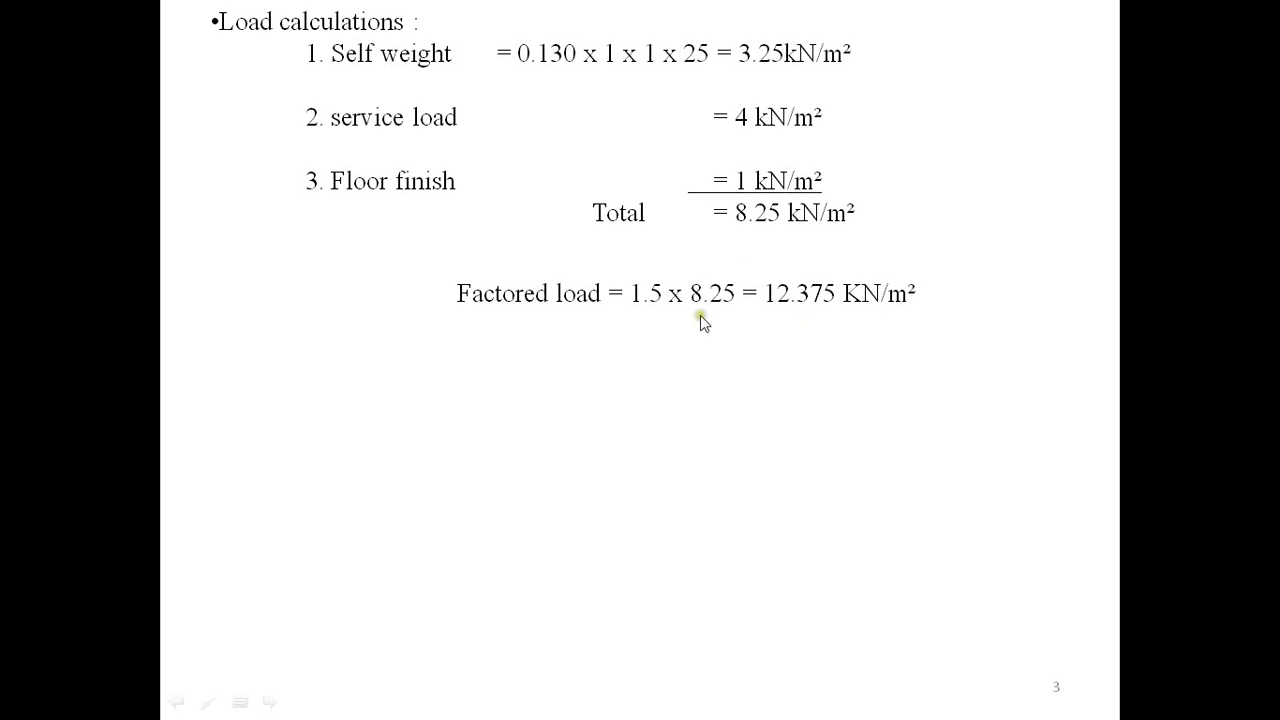 •Load calculations :
1. Self weight = 0.130 x 1 x 1 x 25 = 3.25kN/m²
2. service load = 4 kN/m²
3. Floor finish = 1 kN/m²
Total = 8.25 kN/m²
Factored load = 1.5 x 8.25 = 12.375 KN/m²
3